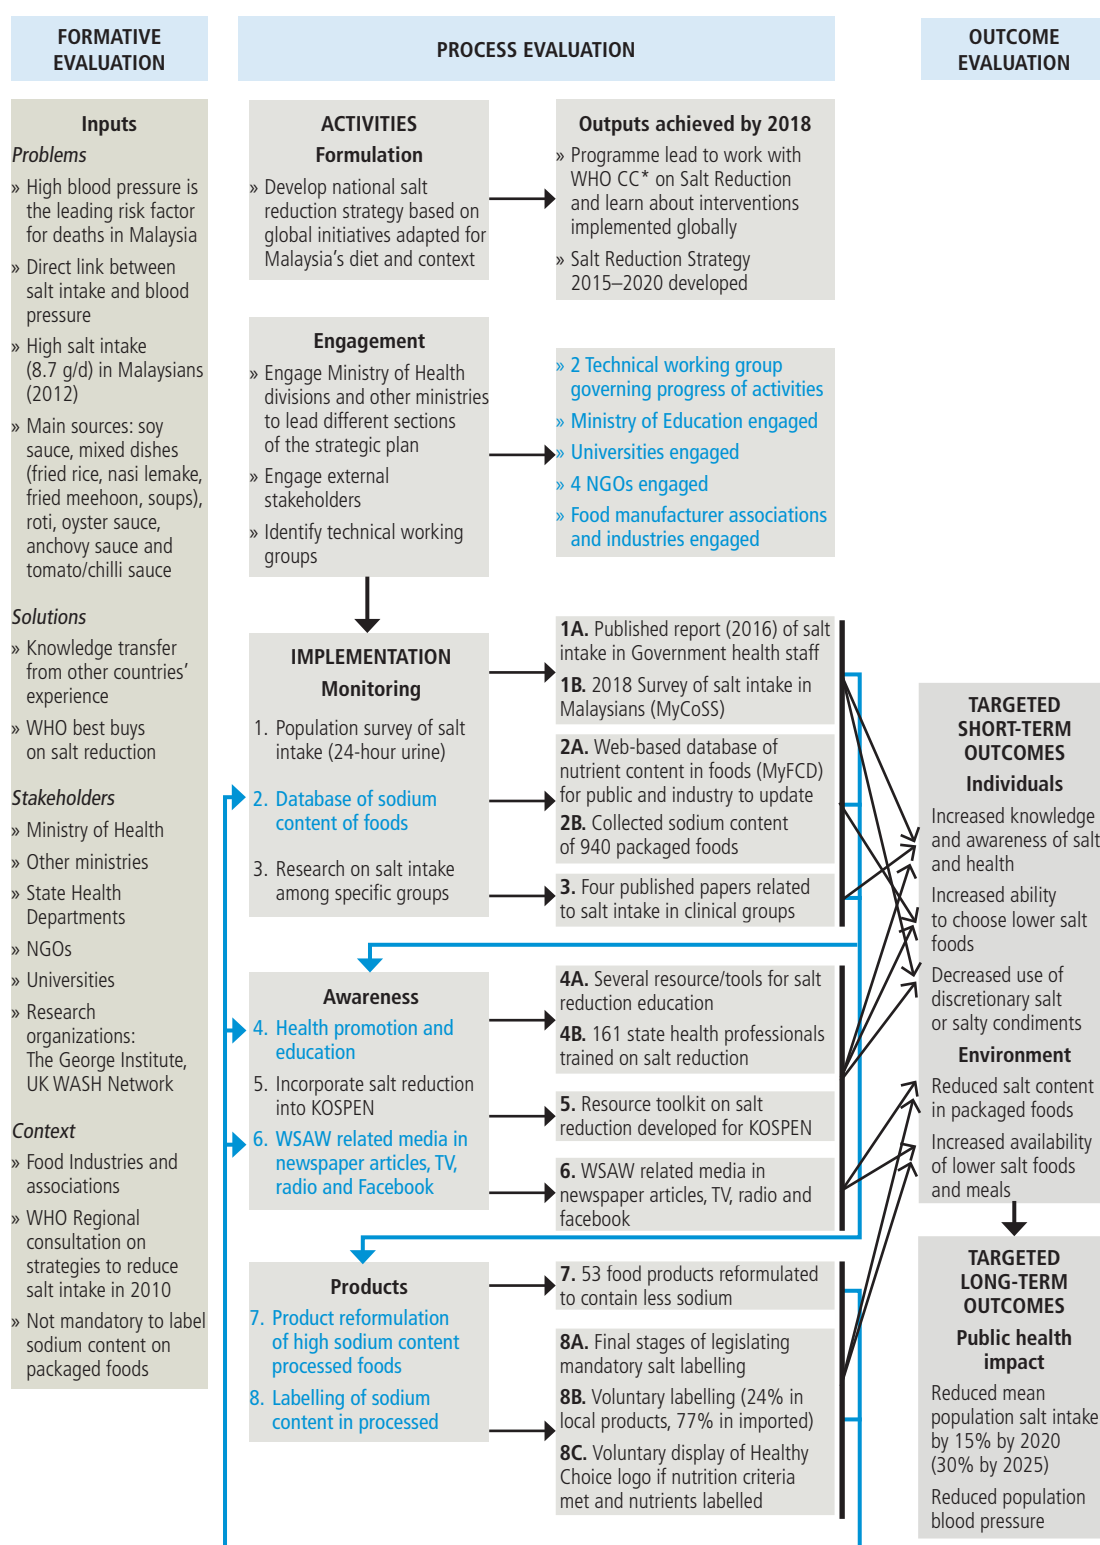 FORMATIVE
EVALUATION
PROCESS EVALUATION
OUTCOME
EVALUATION
Inputs
Problems
» High blood pressure is
the leading risk factor
for deaths in Malaysia
» Direct link between
salt intake and blood
pressure
» High salt intake
(8.7 g/d) in Malaysians
(2012)
» Main sources: soy
sauce, mixed dishes
(fried rice, nasi lemake,
fried meehoon, soups),
roti, oyster sauce,
anchovy sauce and
tomato/chilli sauce
Solutions
» Knowledge transfer
from other countries’
experience
» WHO best buys
on salt reduction
Stakeholders
» Ministry of Health
» Other ministries
» State Health
Departments
» NGOs
» Universities
» Research
organizations:
The George Institute,
UK WASH Network
Context
» Food Industries and
associations
» WHO Regional
consultation on
strategies to reduce
salt intake in 2010
» Not mandatory to label
sodium content on
packaged foods
ACTIVITIES
Formulation
» Develop national salt
reduction strategy based on
global initiatives adapted for
Malaysia’s diet and context
Outputs achieved by 2018
» Programme lead to work with
WHO CC* on Salt Reduction
and learn about interventions
implemented globally
» Salt Reduction Strategy
2015–2020 developed
Engagement
» Engage Ministry of Health
divisions and other ministries
to lead different sections
of the strategic plan
» Engage external
stakeholders
» Identify technical working
groups
» 2 Technical working group
governing progress of activities
» Ministry of Education engaged
» Universities engaged
» 4 NGOs engaged
» Food manufacturer associations
and industries engaged
IMPLEMENTATION
Monitoring
1. Population survey of salt
intake (24-hour urine)
2. Database of sodium
content of foods
3. Research on salt intake
among specific groups
1A. Published report (2016) of salt
intake in Government health staff
1B. 2018 Survey of salt intake in
Malaysians (MyCoSS)
2A. Web-based database of
nutrient content in foods (MyFCD)
for public and industry to update
2B. Collected sodium content
of 940 packaged foods
3. Four published papers related
to salt intake in clinical groups
Awareness
4. Health promotion and
education
5. Incorporate salt reduction
into KOSPEN
6. WSAW related media in
newspaper articles, TV,
radio and Facebook
4A. Several resource/tools for salt
reduction education
4B. 161 state health professionals
trained on salt reduction
5. Resource toolkit on salt
reduction developed for KOSPEN
6. WSAW related media in
newspaper articles, TV, radio and
facebook
Products
7. Product reformulation
of high sodium content
processed foods
8. Labelling of sodium
content in processed
7. 53 food products reformulated
to contain less sodium
8A. Final stages of legislating
mandatory salt labelling
8B. Voluntary labelling (24% in
local products, 77% in imported)
8C. Voluntary display of Healthy
Choice logo if nutrition criteria
met and nutrients labelled
TARGETED
SHORT-TERM
OUTCOMES
Individuals
Increased knowledge
and awareness of salt
and health
Increased ability
to choose lower salt
foods
Decreased use of
discretionary salt
or salty condiments
Environment
Reduced salt content
in packaged foods
Increased availability
of lower salt foods
and meals
TARGETED
LONG-TERM
OUTCOMES
Public health
impact
Reduced mean
population salt intake
by 15% by 2020
(30% by 2025)
Reduced population
blood pressure